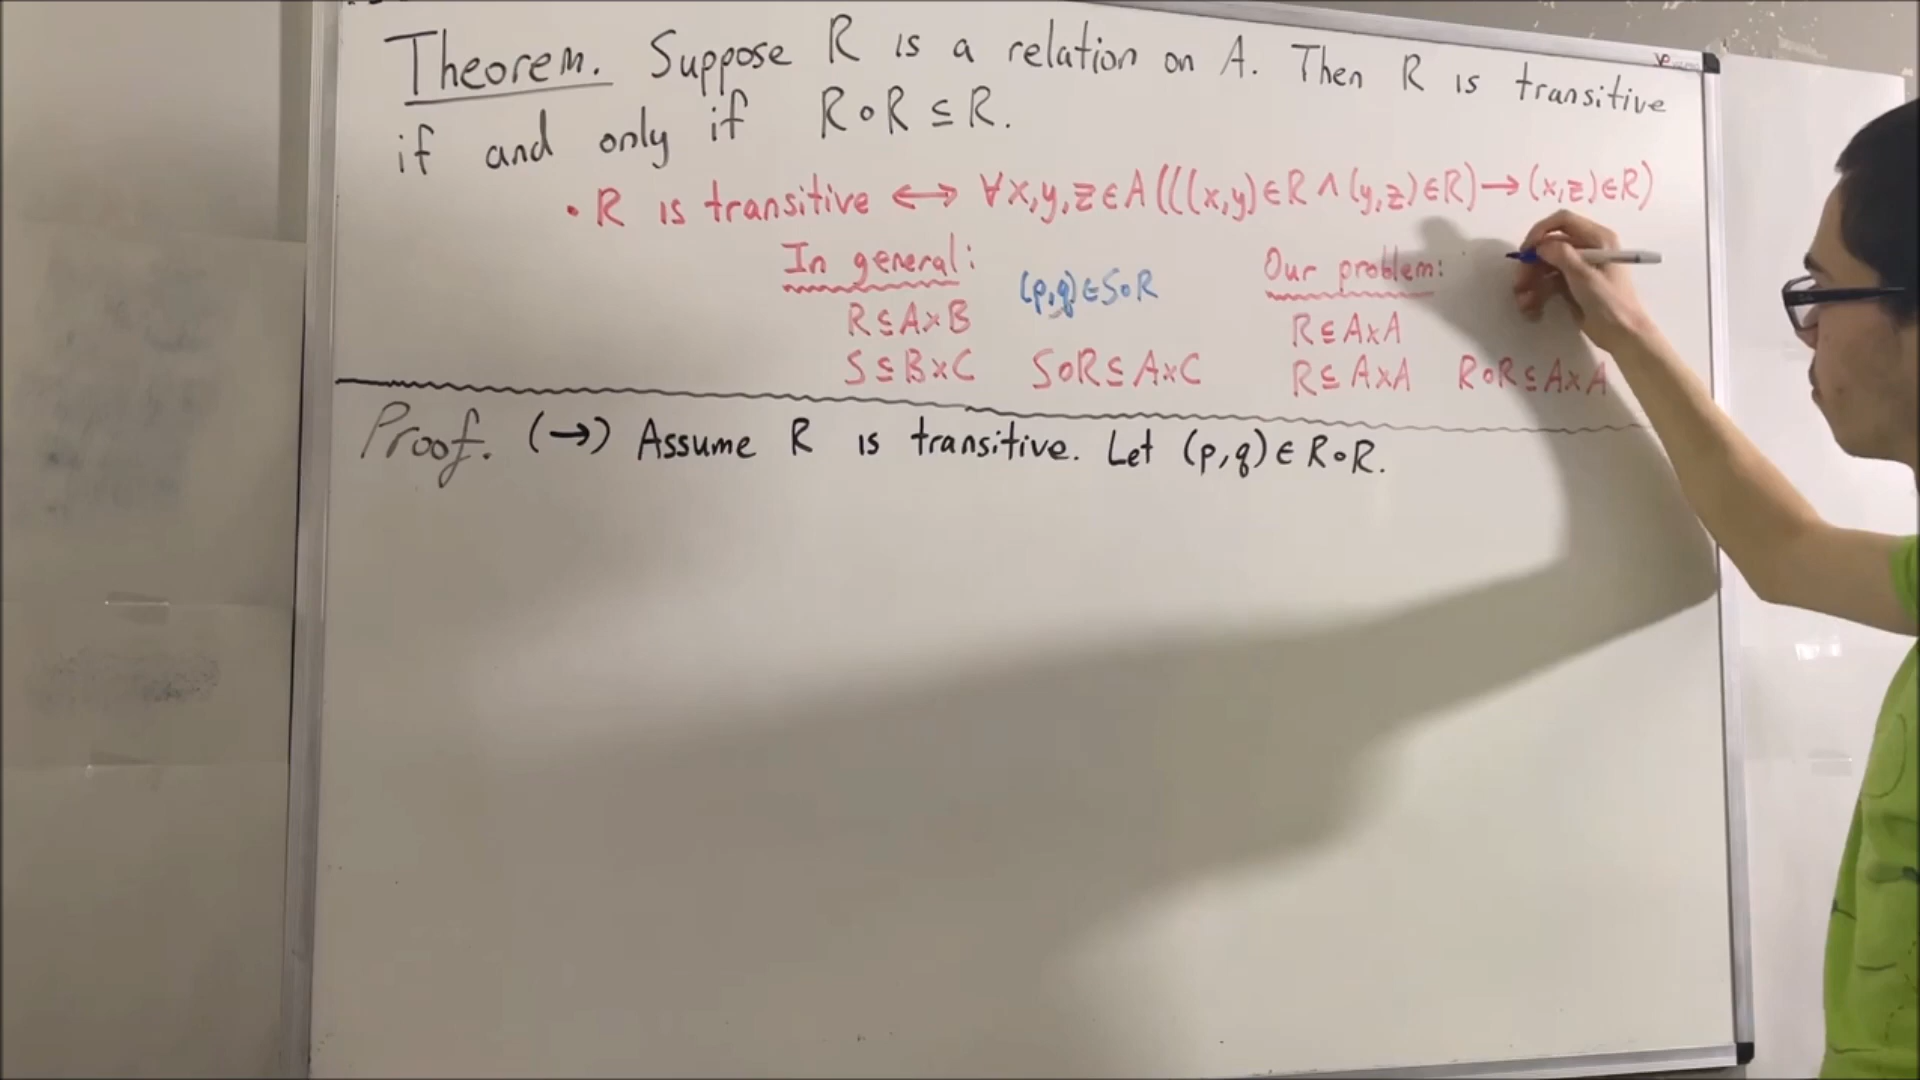 Theorem. Suppose R is a relation on A. Then R is transitive
if and only if R∘R ⊆ R.
• R is transitive ⟷ ∀x,y,z∈A(((x,y)∈R ∧ (y,z)∈R)→(x,z)∈R)
In general:
(p,q)∈S∘R
R⊆A×B
S⊆B×C S∘R⊆A×C
Our problem:
R⊆A×A
R⊆A×A R∘R⊆A×A
Proof. (→) Assume R is transitive. Let (p,q)∈R∘R.